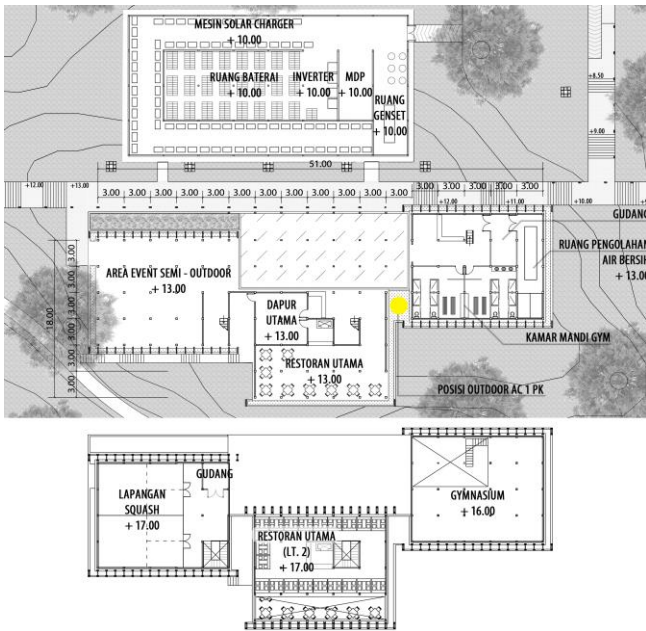 MESIN SOLAR CHARGER
+ 10.00
RUANG BATERAI
+ 10.00
INVERTER
+ 10.00
MDP
+ 10.00
RUANG
GENSET
+ 10.00
+8.50
+9.00
51.00
+12.00
+13.00
3.00 3.00 3.00 3.00 3.00 3.00 3.00 3.00 3.00 3.00 3.00 3.00 3.00 3.00 3.00
+12.00
+11.00
+10.00
GUDANG
RUANG PENGOLAHAN
AIR BERSIH
+ 13.00
AREA EVENT SEMI - OUTDOOR
+ 13.00
18.00
3.00 3.00 3.00 3.00 3.00 3.00
DAPUR
UTAMA
+ 13.00
RESTORAN UTAMA
+ 13.00
KAMAR MANDI GYM
POSISI OUTDOOR AC 1 PK
GUDANG
LAPANGAN
SQUASH
+ 17.00
RESTORAN UTAMA
(LT. 2)
+ 17.00
GYMNASIUM
+ 16.00